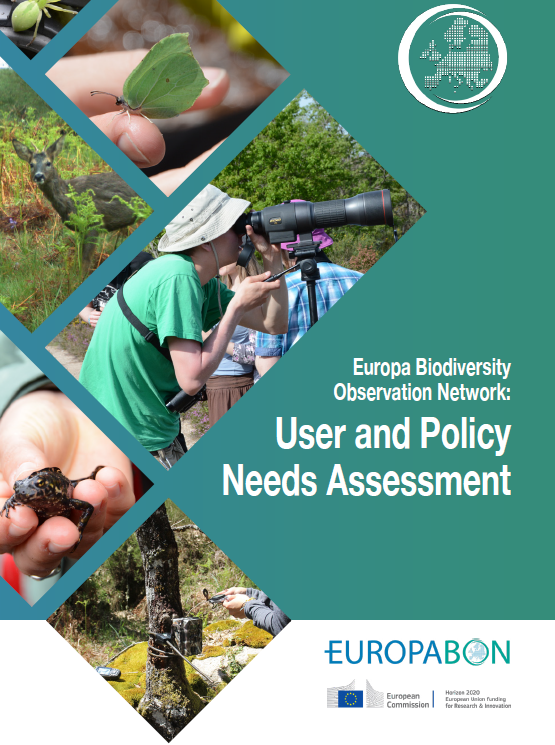 Europa Biodiversity
Observation Network:
User and Policy
Needs Assessment
EUROPABON
European
Commission
Horizon 2020
European Union funding
for Research & Innovation